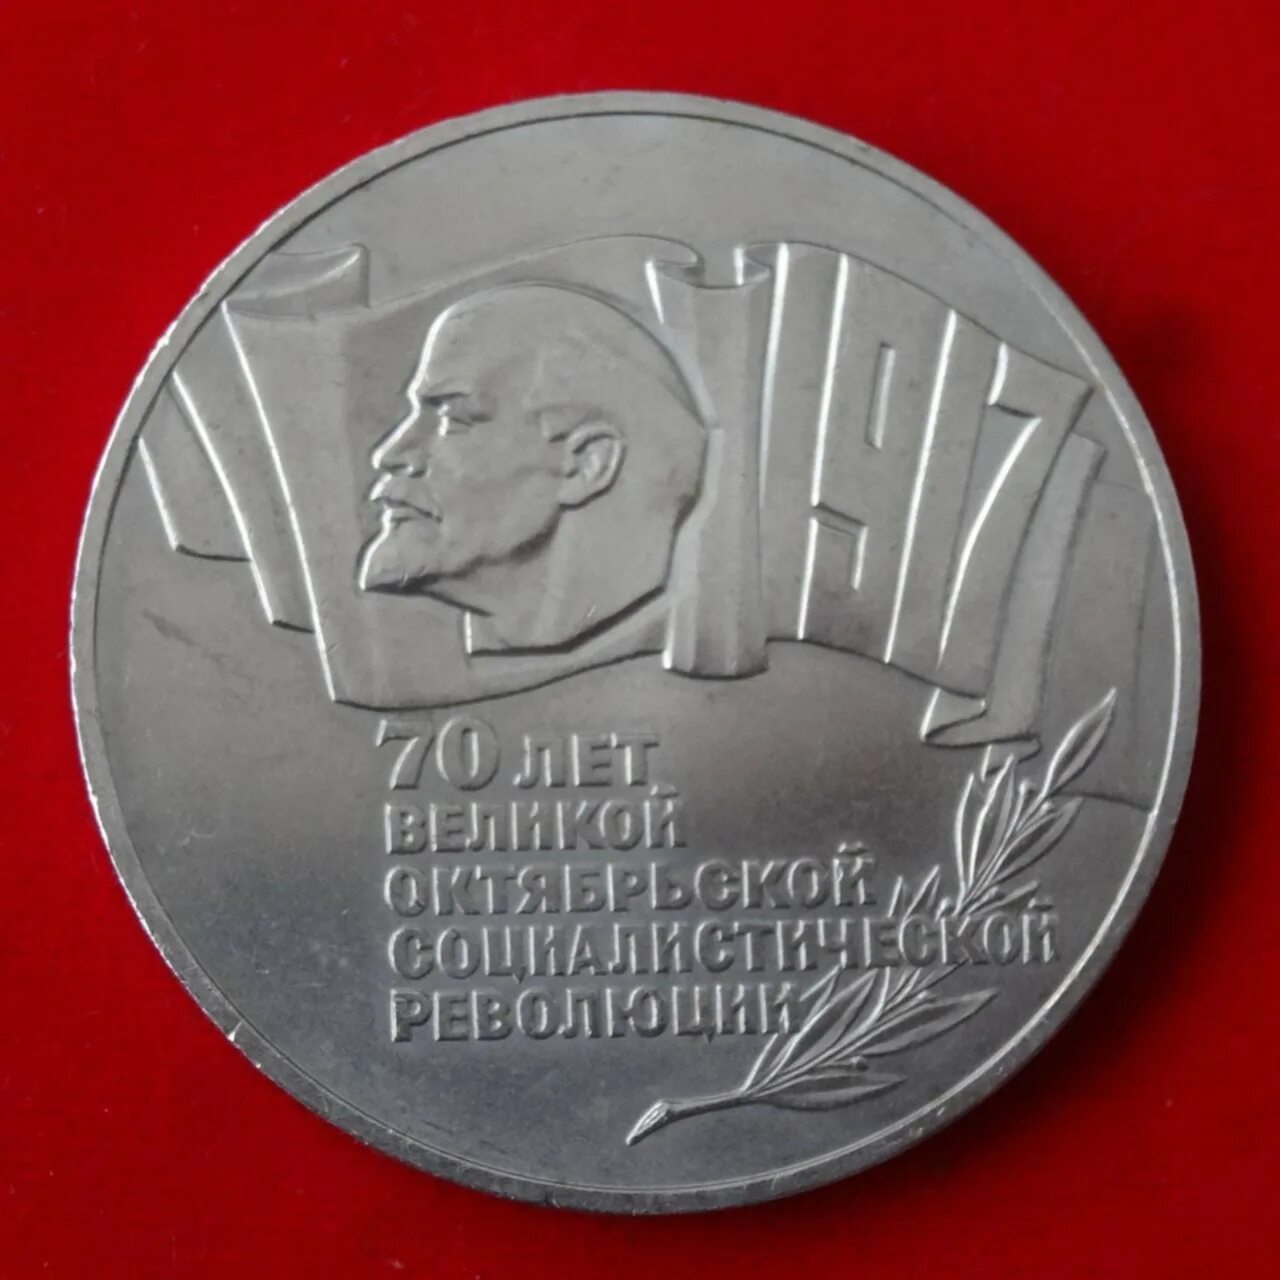 1917
70 ЛЕТ
ВЕЛИКОЙ
ОКТЯБРЬСКОЙ
СОЦИАЛИСТИЧЕСКОЙ
РЕВОЛЮЦИИ